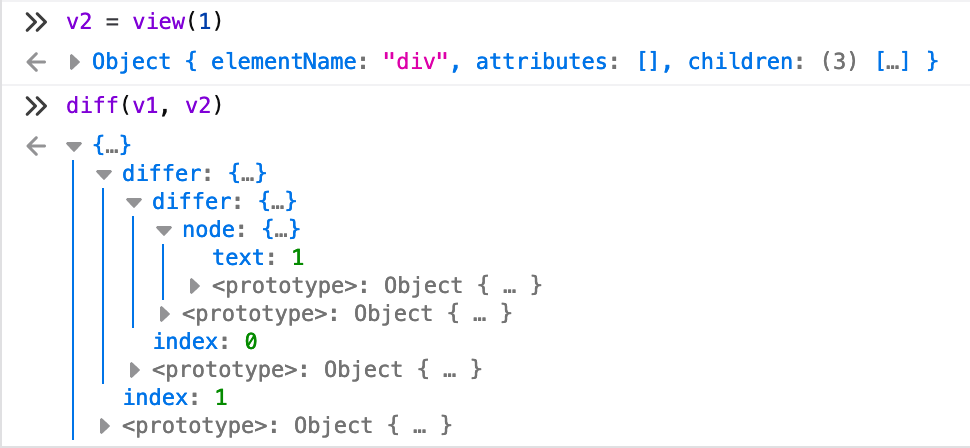 >> v2 = view(1)
← ▶ Object { elementName: "div", attributes: [], children: (3) […] }
>> diff(v1, v2)
← ▼ {…}
▼ differ: {…}
▼ differ: {…}
▼ node: {…}
text: 1
▶ <prototype>: Object { … }
▶ <prototype>: Object { … }
index: 0
▶ <prototype>: Object { … }
index: 1
▶ <prototype>: Object { … }